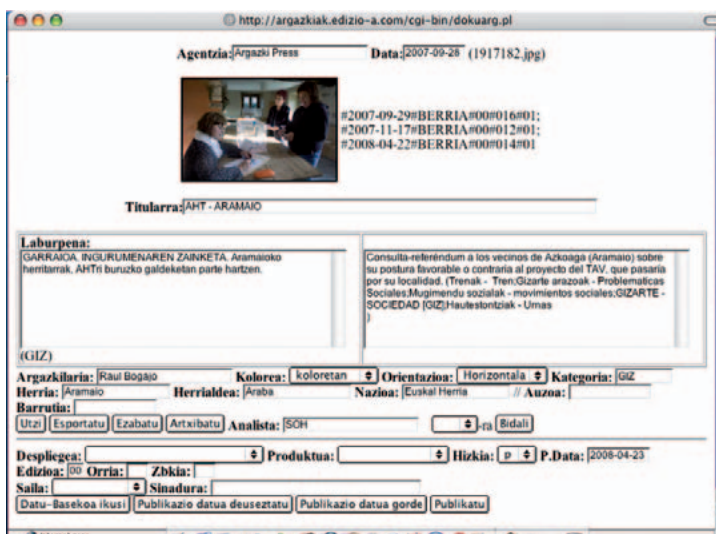 http://argazkiak.edizio-a.com/cgi-bin/dokuarg.pl
Agentzia: Argazki Press Data: 2007-09-28 (1917182.jpg)
#2007-09-29#BERRIA#00#016#01;
#2007-11-17#BERRIA#00#012#01;
#2008-04-22#BERRIA#00#014#01
Titularra: AHT - ARAMAIO
Laburpena:
GARRAIOA. INGURUMENAREN ZAINKETA. Aramaioko
herritarrak, AHTri buruzko galdeketan parte hartzen.
(GIZ)
Consulta-referéndum a los vecinos de Azkoaga (Aramaio) sobre
su postura favorable o contraria al proyecto del TAV, que pasaría
por su localidad. (Trenak - Tren;Gizarte arazoak - Problematicas
Sociales;Mugimendu sozialak - movimientos sociales;GIZARTE -
SOCIEDAD [GIZ];Hautestontziak - Urnas
)
Argazkilaria: Raul Bogajo Kolorea: koloretan Orientazioa: Horizontala Kategoria: GIZ
Herria: Aramaio Herrialdea: Araba Nazioa: Euskal Herria // Auzoa:
Barrutia:
Utzi Esportatu Ezabatu Artxibatu Analista: SOH -ra Bidali
Despliegea: Produktua: Hizkia: p P.Data: 2008-04-23
Edizioa: 00 Orria: Zbkia:
Saila: Sinadura:
Datu-Basekoa ikusi Publikazio datua deuseztatu Publikazio datua gorde Publikatu